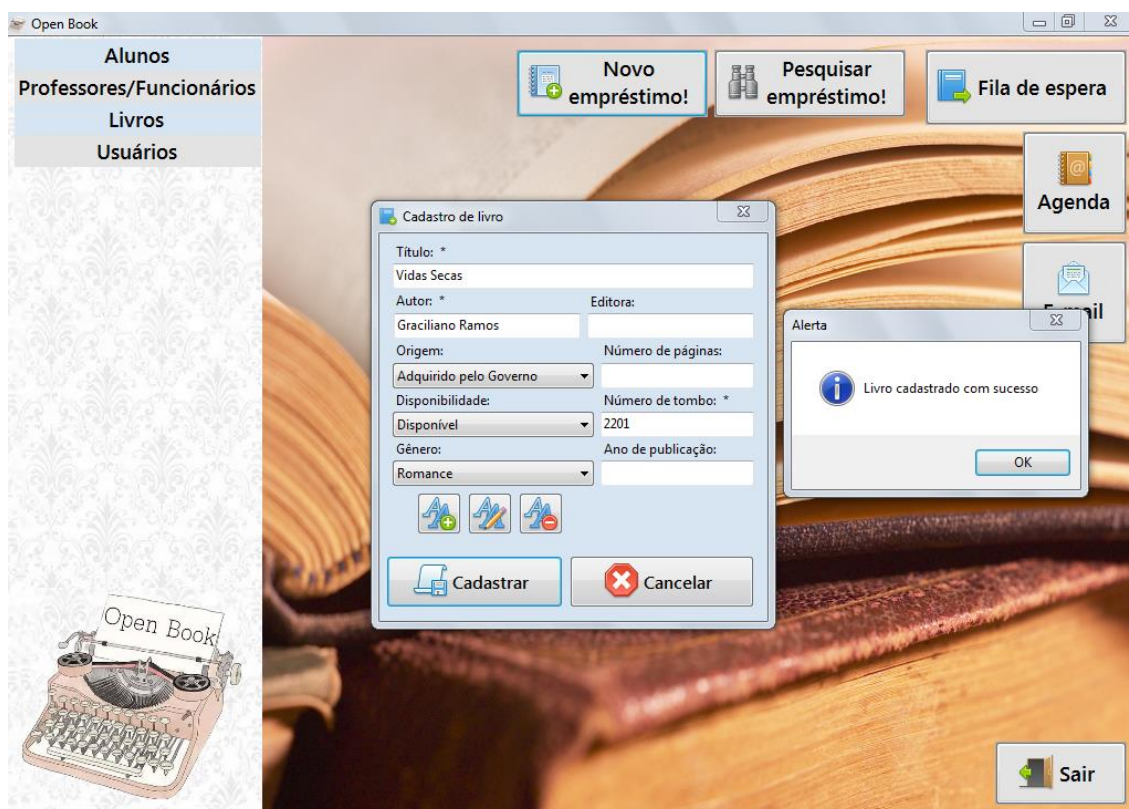 Open Book
Alunos
Professores/Funcionários
Livros
Usuários
Novo
empréstimo!
Pesquisar
empréstimo!
Fila de espera
Agenda
Cadastro de livro
Título: *
Vidas Secas
Autor: *
Editora:
Graciliano Ramos
Origem:
Número de páginas:
Adquirido pelo Governo
Disponibilidade:
Número de tombo: *
Disponível
2201
Gênero:
Ano de publicação:
Romance
Cadastrar
Cancelar
Alerta
Livro cadastrado com sucesso
OK
Open Book
Sair